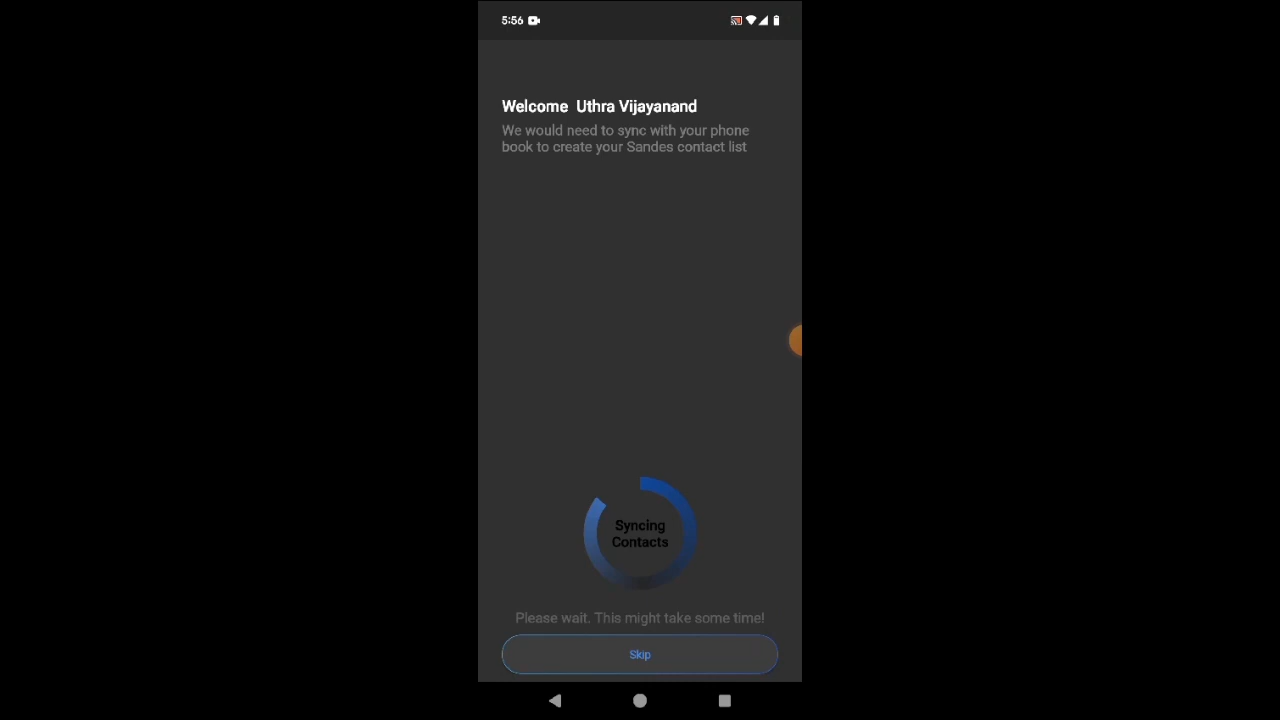 5:56
Welcome  Uthra Vijayanand
We would need to sync with your phone
book to create your Sandes contact list
Syncing
Contacts
Please wait. This might take some time!
Skip